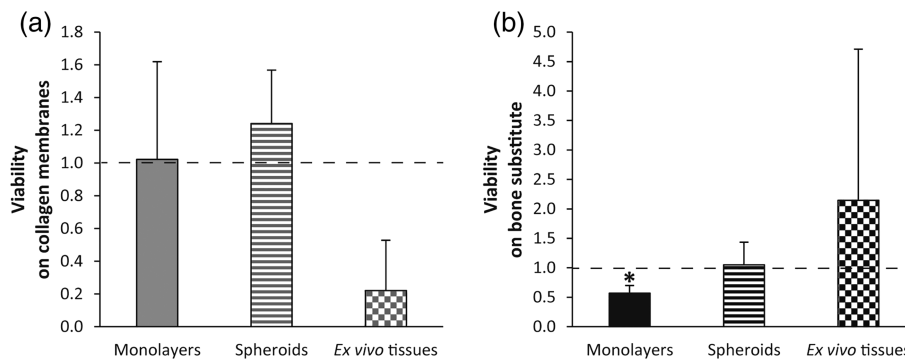 (a)
Viability
on collagen membranes
1.8
1.6
1.4
1.2
1.0
0.8
0.6
0.4
0.2
0.0
Monolayers Spheroids Ex vivo tissues
(b)
Viability
on bone substitute
5.0
4.5
4.0
3.5
3.0
2.5
2.0
1.5
1.0
0.5
0.0
*
Monolayers Spheroids Ex vivo tissues